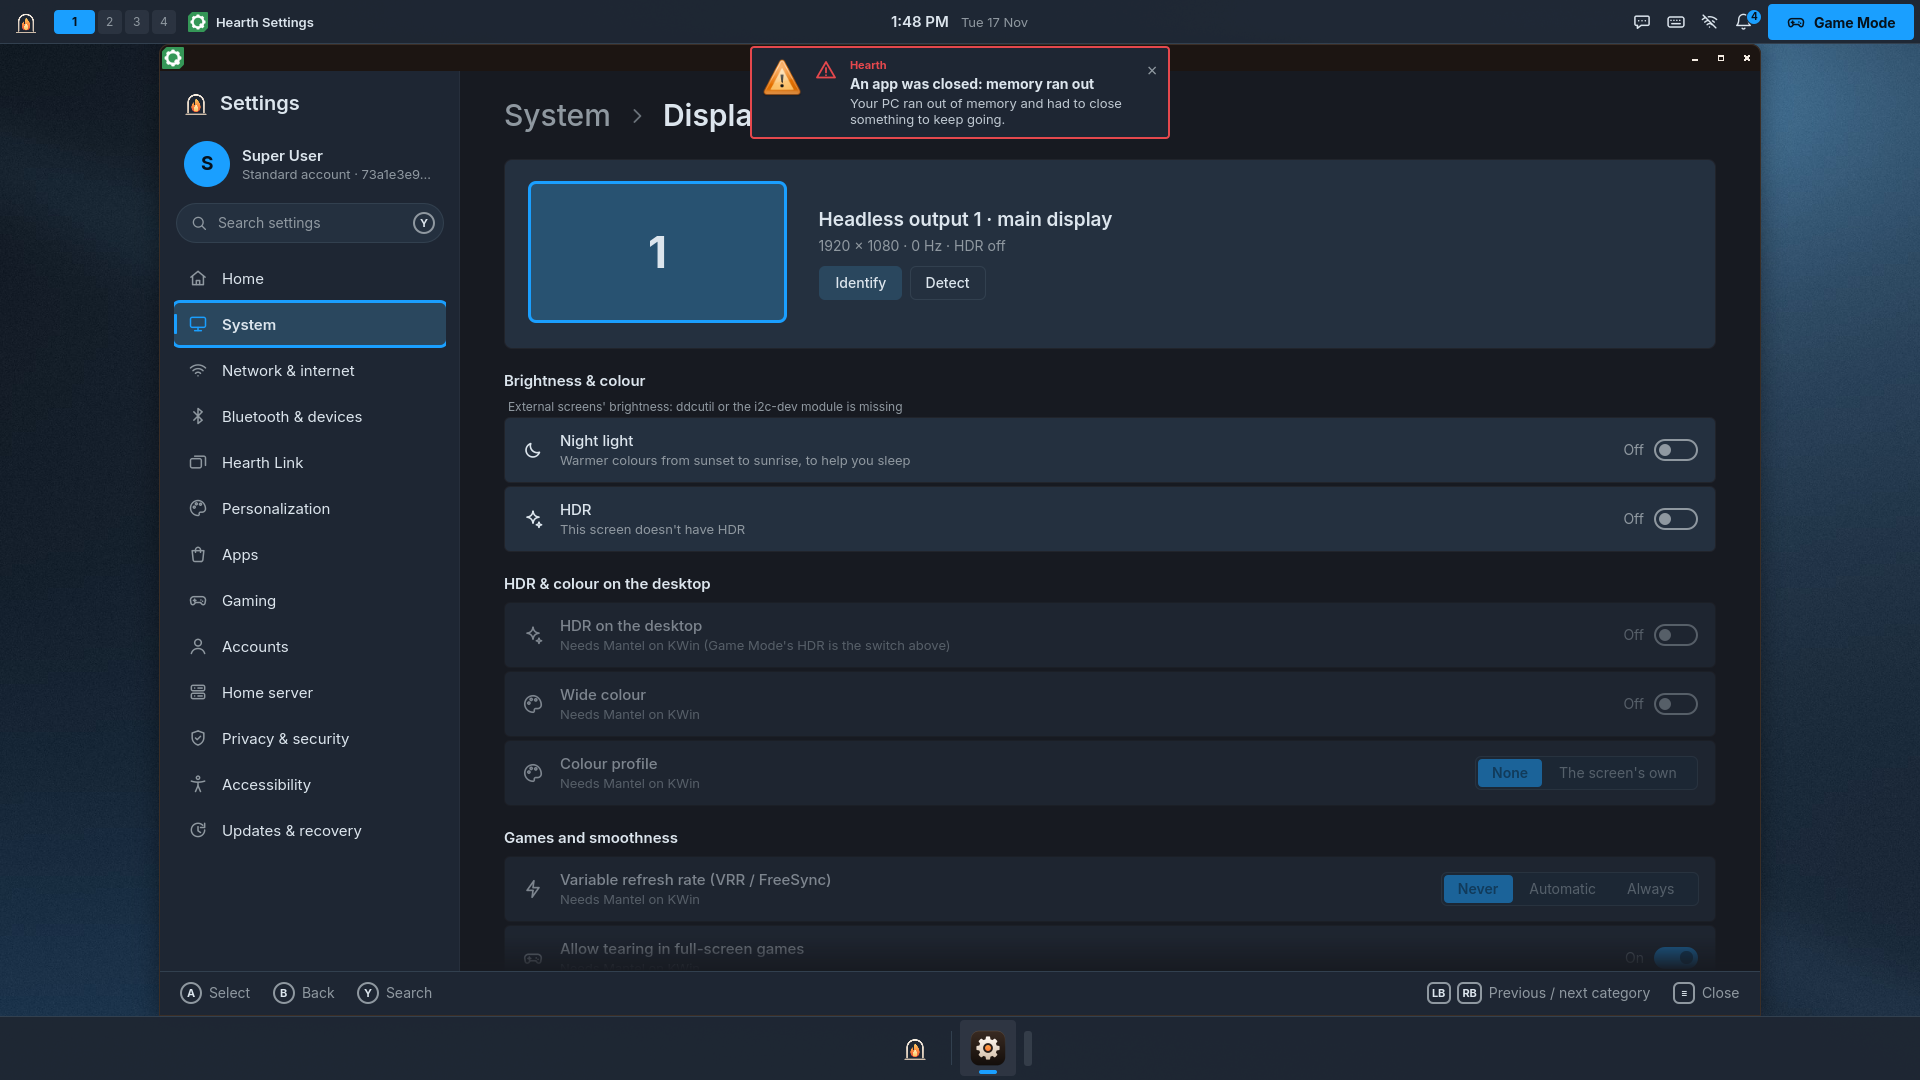 1 2 3 4 Hearth Settings
1:48 PM Tue 17 Nov
4
Game Mode
Hearth
An app was closed: memory ran out
Your PC ran out of memory and had to close
something to keep going.
Settings
S
Super User
Standard account · 73a1e3e9...
Search settings Y
Home
System
Network & internet
Bluetooth & devices
Hearth Link
Personalization
Apps
Gaming
Accounts
Home server
Privacy & security
Accessibility
Updates & recovery
System > Displa
1
Headless output 1 · main display
1920 × 1080 · 0 Hz · HDR off
Identify Detect
Brightness & colour
External screens' brightness: ddcutil or the i2c-dev module is missing
Night light
Warmer colours from sunset to sunrise, to help you sleep
Off
HDR
This screen doesn't have HDR
Off
HDR & colour on the desktop
HDR on the desktop
Needs Mantel on KWin (Game Mode's HDR is the switch above)
Off
Wide colour
Needs Mantel on KWin
Off
Colour profile
Needs Mantel on KWin
None The screen's own
Games and smoothness
Variable refresh rate (VRR / FreeSync)
Needs Mantel on KWin
Never Automatic Always
Allow tearing in full-screen games
On
A Select B Back Y Search
LB RB Previous / next category Close